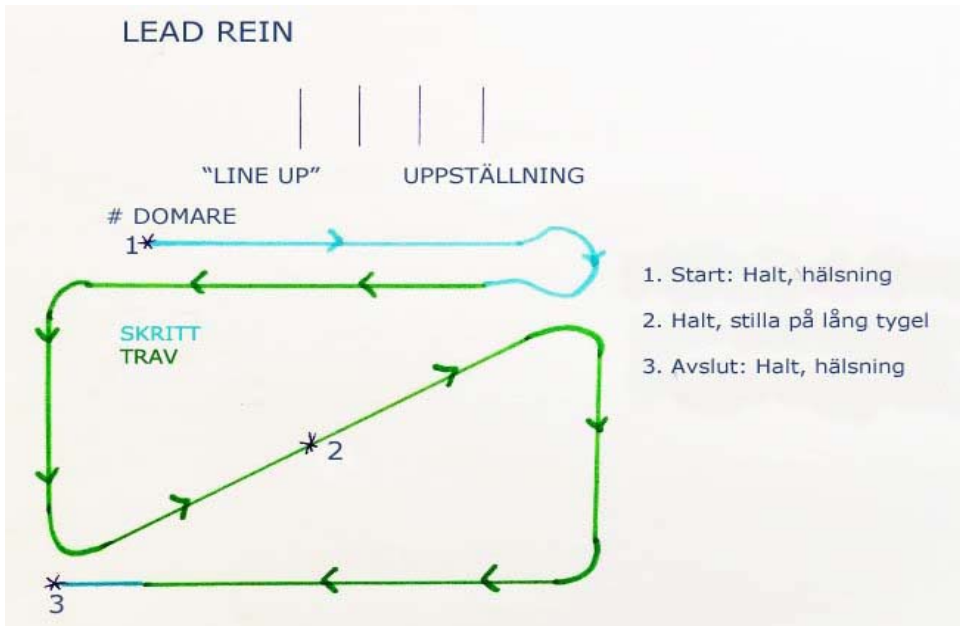 LEAD REIN
“LINE UP” UPPSTÄLLNING
# DOMARE
1
SKRITT
TRAV
2
3
1. Start: Halt, hälsning
2. Halt, stilla på lång tygel
3. Avslut: Halt, hälsning